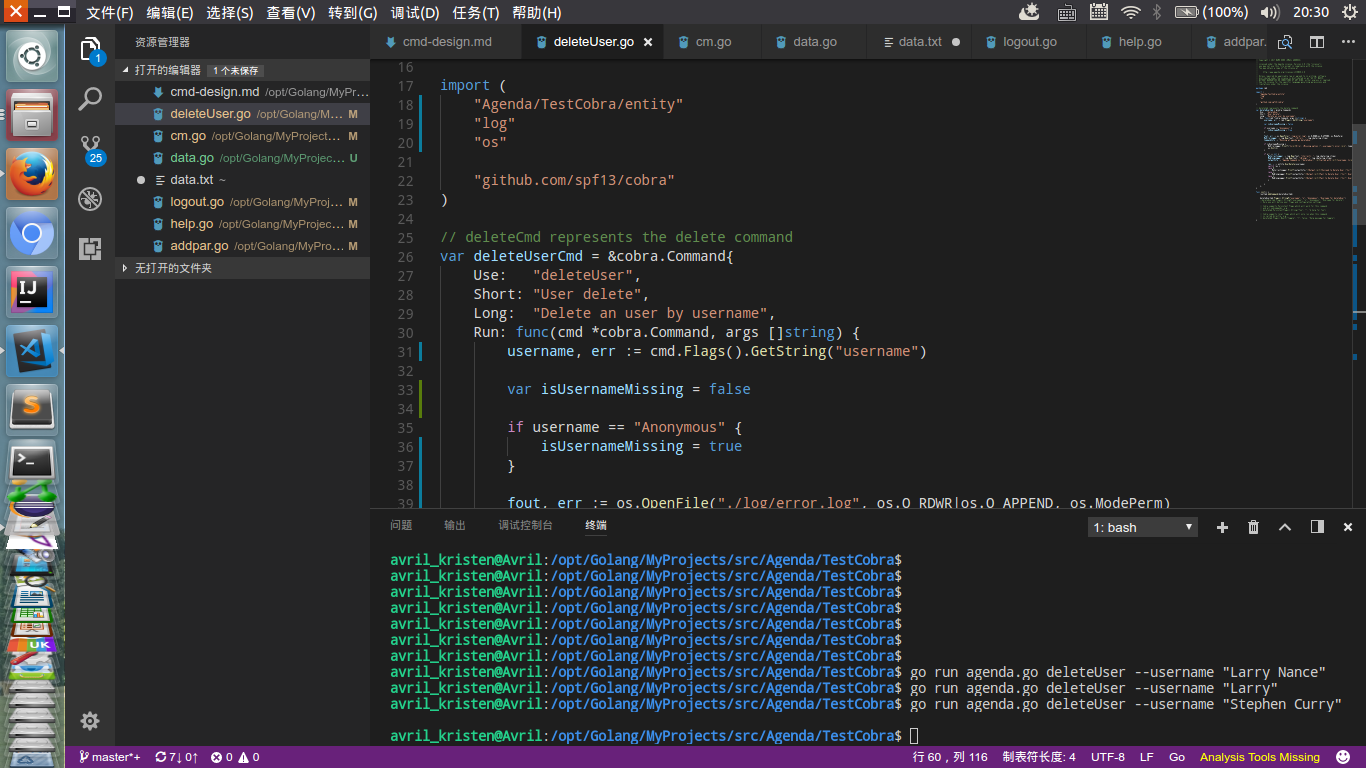 文件(F) 编辑(E) 选择(S) 查看(V) 转到(G) 调试(D) 任务(T) 帮助(H) (100%) 20:30
资源管理器
打开的编辑器 1 个未保存
cmd-design.md /opt/Golang/MyPr...
deleteUser.go /opt/Golang/M... M
cm.go /opt/Golang/MyProject... M
data.go /opt/Golang/MyProjec... U
data.txt ~
logout.go /opt/Golang/MyProj... M
help.go /opt/Golang/MyProjec... M
addpar.go /opt/Golang/MyPro... M
无打开的文件夹
1
25
cmd-design.md deleteUser.go cm.go data.go data.txt logout.go help.go addpar.
16
17 import (
18 "Agenda/TestCobra/entity"
19 "log"
20 "os"
21
22 "github.com/spf13/cobra"
23 )
24
25 // deleteCmd represents the delete command
26 var deleteUserCmd = &cobra.Command{
27 Use: "deleteUser",
28 Short: "User delete",
29 Long: "Delete an user by username",
30 Run: func(cmd *cobra.Command, args []string) {
31 username, err := cmd.Flags().GetString("username")
32
33 var isUsernameMissing = false
34
35 if username == "Anonymous" {
36 isUsernameMissing = true
37 }
38
39 fout, err := os.OpenFile("./log/error.log", os.O_RDWR|os.O_APPEND, os.ModePerm)
问题 输出 调试控制台 终端 1: bash
avril_kristen@Avril:/opt/Golang/MyProjects/src/Agenda/TestCobra$
avril_kristen@Avril:/opt/Golang/MyProjects/src/Agenda/TestCobra$
avril_kristen@Avril:/opt/Golang/MyProjects/src/Agenda/TestCobra$
avril_kristen@Avril:/opt/Golang/MyProjects/src/Agenda/TestCobra$
avril_kristen@Avril:/opt/Golang/MyProjects/src/Agenda/TestCobra$
avril_kristen@Avril:/opt/Golang/MyProjects/src/Agenda/TestCobra$
avril_kristen@Avril:/opt/Golang/MyProjects/src/Agenda/TestCobra$
avril_kristen@Avril:/opt/Golang/MyProjects/src/Agenda/TestCobra$ go run agenda.go deleteUser --username "Larry Nance"
avril_kristen@Avril:/opt/Golang/MyProjects/src/Agenda/TestCobra$ go run agenda.go deleteUser --username "Larry"
avril_kristen@Avril:/opt/Golang/MyProjects/src/Agenda/TestCobra$ go run agenda.go deleteUser --username "Stephen Curry"
avril_kristen@Avril:/opt/Golang/MyProjects/src/Agenda/TestCobra$
master*+ 7↓ 0↑ 0 0 行 60，列 116 制表符长度: 4 UTF-8 LF Go Analysis Tools Missing
IJ
S
>_
UK